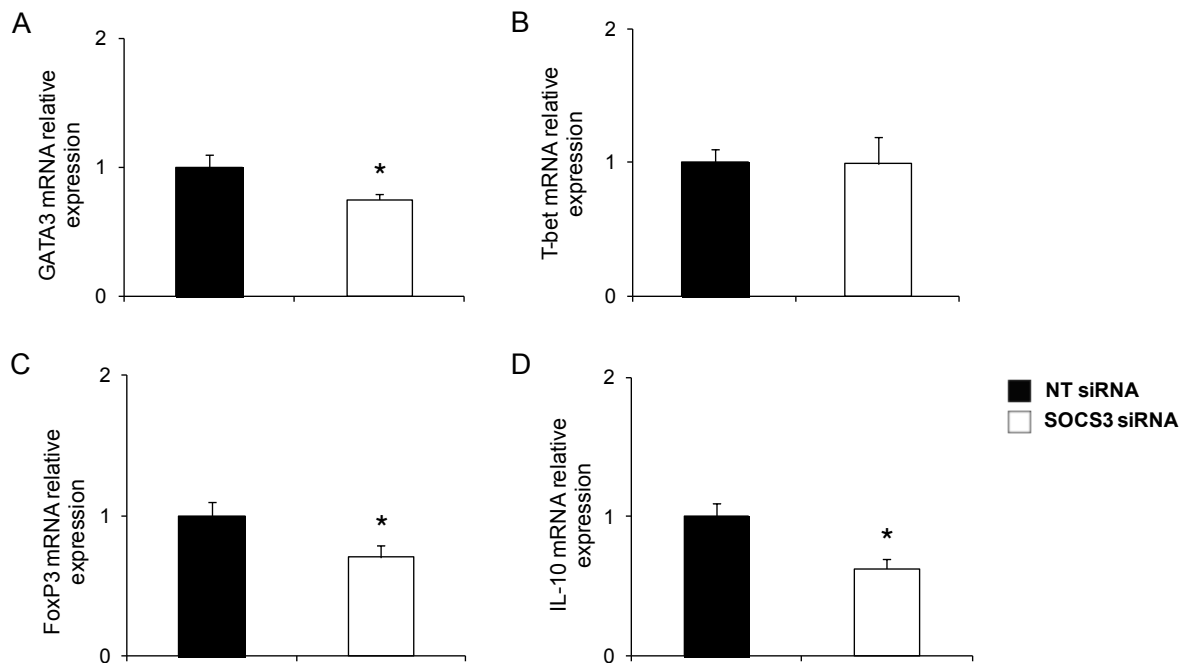 A
GATA3 mRNA relative
expression
2
1
0
*
B
T-bet mRNA relative
expression
2
1
0
C
FoxP3 mRNA relative
expression
2
1
0
*
D
IL-10 mRNA relative
expression
2
1
0
*
NT siRNA
SOCS3 siRNA